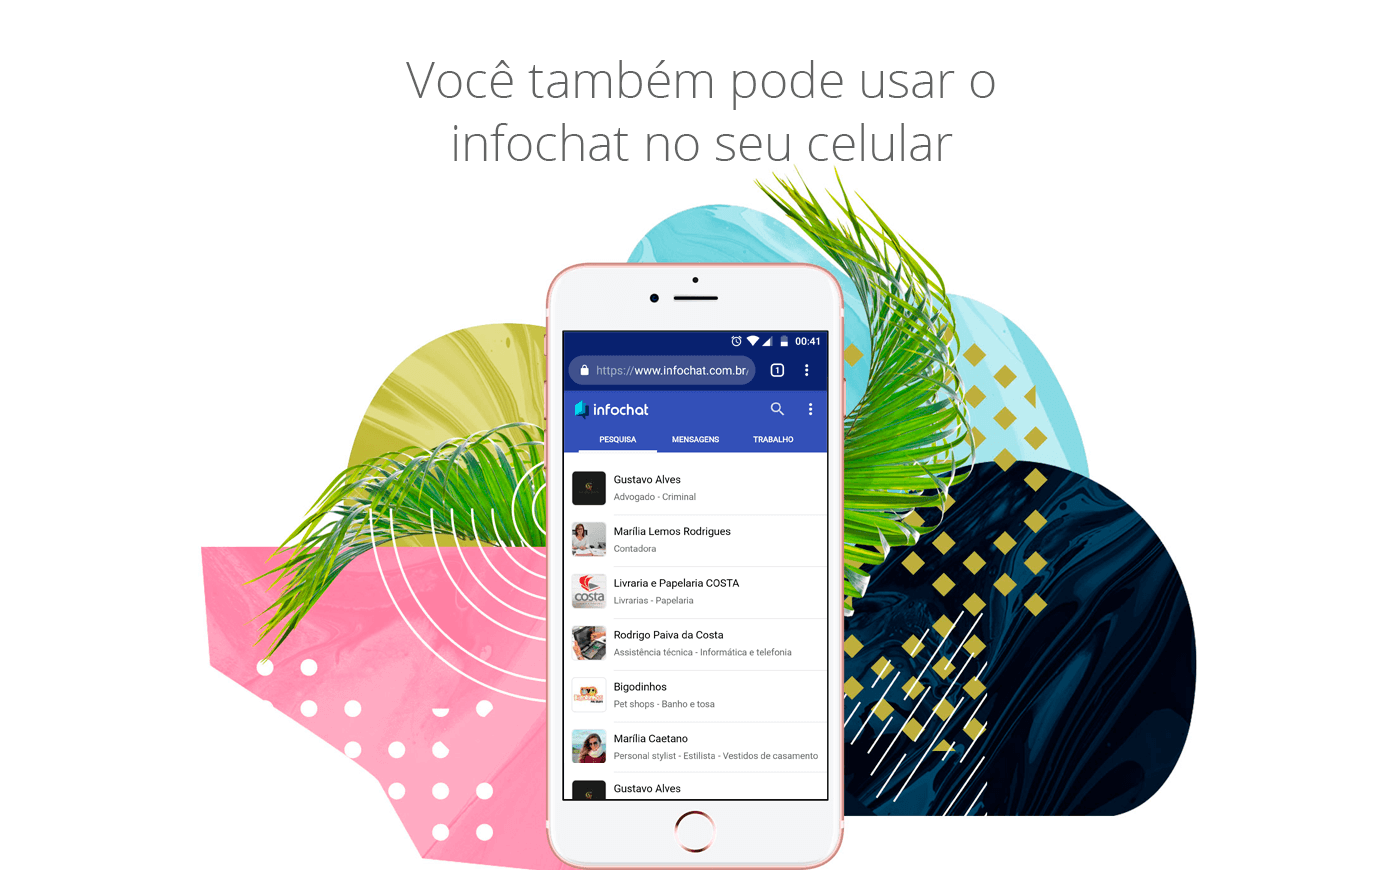 Você também pode usar o
infochat no seu celular
00:41
https://www.infochat.com.br/
1
infochat
PESQUISA MENSAGENS TRABALHO
Gustavo Alves
Advogado - Criminal
Marília Lemos Rodrigues
Contadora
costa
Livraria e Papelaria COSTA
Livrarias - Papelaria
Rodrigo Paiva da Costa
Assistência técnica - Informática e telefonia
Bigodinhos
Pet shops - Banho e tosa
Marília Caetano
Personal stylist - Estilista - Vestidos de casamento
Gustavo Alves